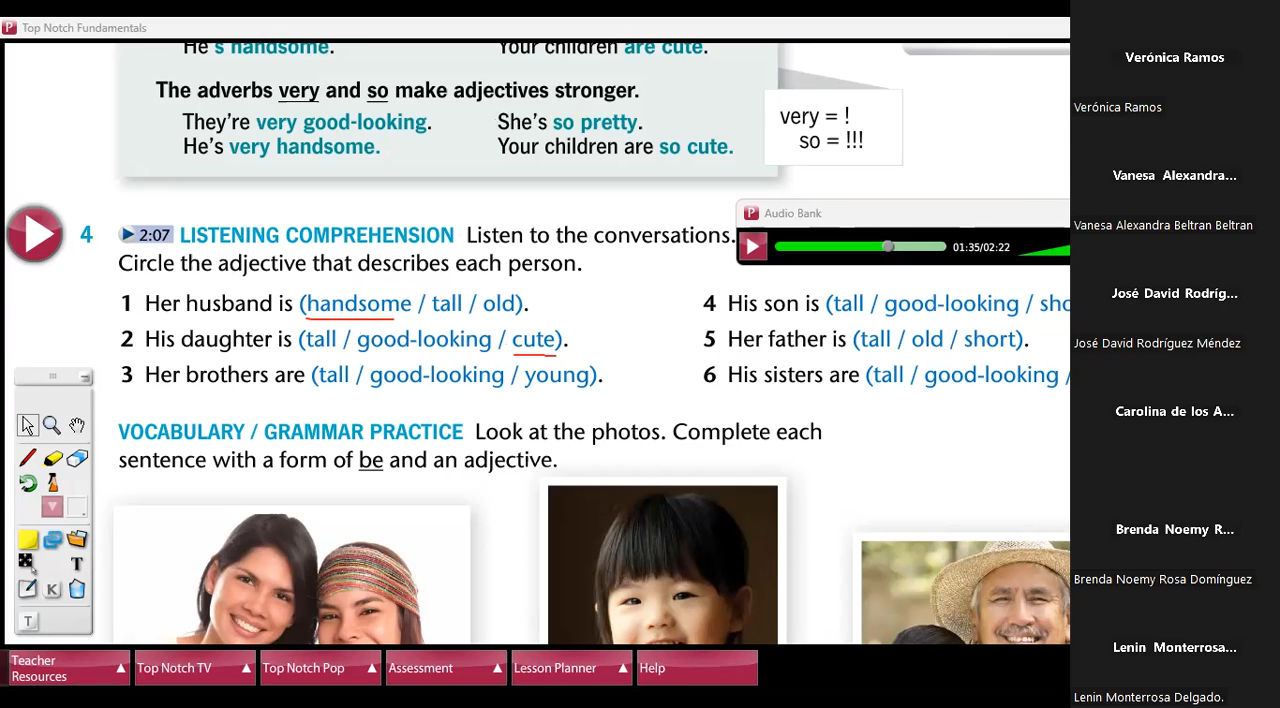 Top Notch Fundamentals
He's handsome.
Your children are cute.
The adverbs very and so make adjectives stronger.
They're very good-looking.
She's so pretty.
He's very handsome.
Your children are so cute.
very = !
so = !!!
4 2:07 LISTENING COMPREHENSION Listen to the conversations.
Circle the adjective that describes each person.
1 Her husband is (handsome / tall / old).
2 His daughter is (tall / good-looking / cute).
3 Her brothers are (tall / good-looking / young).
4 His son is (tall / good-looking / sho
5 Her father is (tall / old / short).
6 His sisters are (tall / good-looking /
Audio Bank
01:35/02:22
VOCABULARY / GRAMMAR PRACTICE Look at the photos. Complete each
sentence with a form of be and an adjective.
T
K
T
Teacher
Resources
Top Notch TV
Top Notch Pop
Assessment
Lesson Planner
Help
Verónica Ramos
Verónica Ramos
Vanesa Alexandra...
Vanesa Alexandra Beltran Beltran
José David Rodríg...
José David Rodríguez Méndez
Carolina de los A...
Brenda Noemy R...
Brenda Noemy Rosa Domínguez
Lenin Monterrosa...
Lenin Monterrosa Delgado.